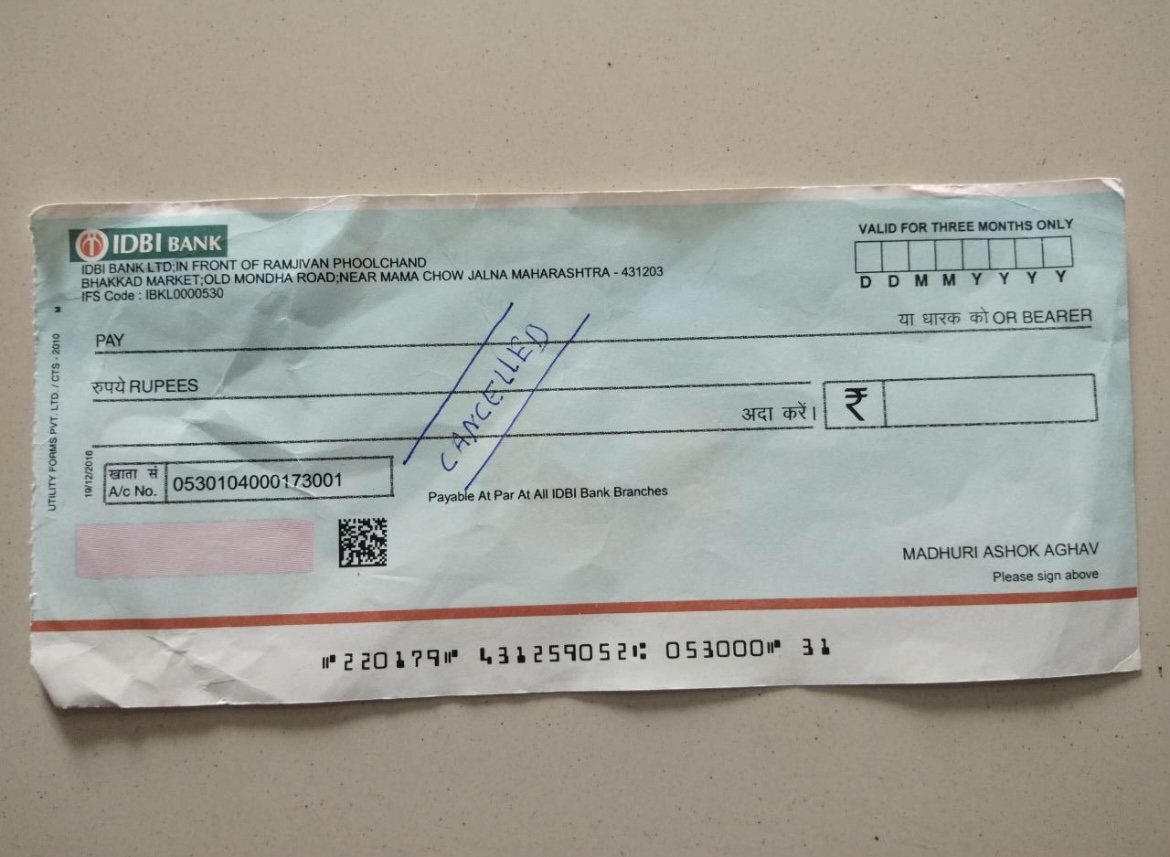 IDBI BANK
IDBI BANK LTD;IN FRONT OF RAMJIVAN PHOOLCHAND
BHAKKAD MARKET;OLD MONDHA ROAD;NEAR MAMA CHOW JALNA MAHARASHTRA - 431203
IFS Code : IBKL0000530
VALID FOR THREE MONTHS ONLY
D D M M Y Y Y Y
PAY
या धारक को OR BEARER
रुपये RUPEES
अदा करें। ₹
CANCELLED
UTILITY FORMS PVT. LTD. / CTS - 2010
19/12/2016
खाता सं
A/c No. 0530104000173001
Payable At Par At All IDBI Bank Branches
MADHURI ASHOK AGHAV
Please sign above
⑈220179⑈ 431259052⑆ 053000⑈ 31